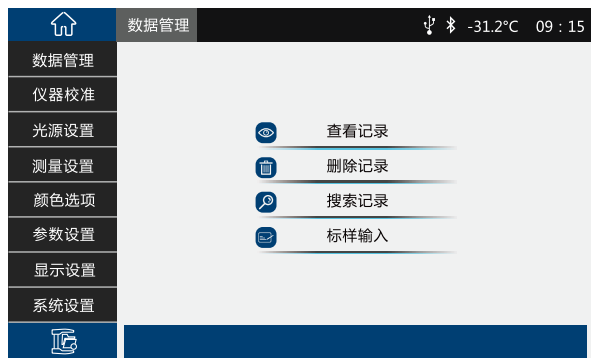 数据管理
-31.2℃
09 : 15
数据管理
仪器校准
光源设置
测量设置
颜色选项
参数设置
显示设置
系统设置
查看记录
删除记录
搜索记录
标样输入